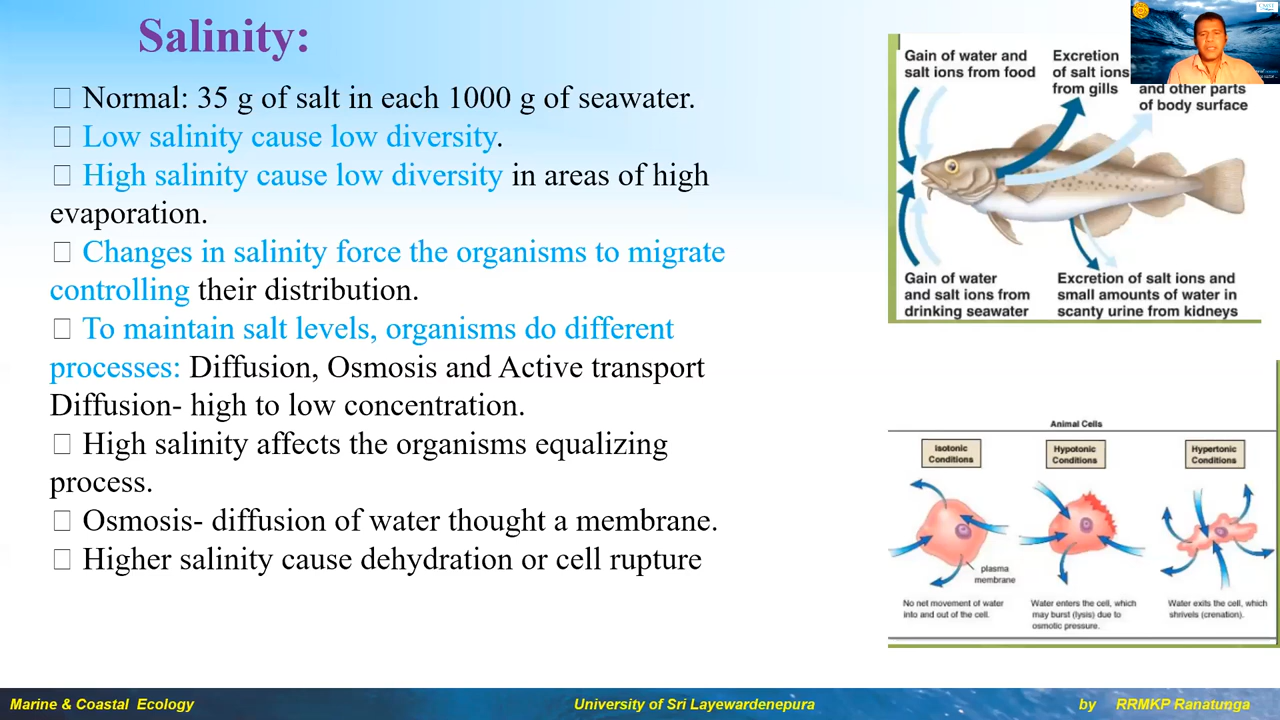 Salinity:
□ Normal: 35 g of salt in each 1000 g of seawater.
□ Low salinity cause low diversity.
□ High salinity cause low diversity in areas of high
evaporation.
□ Changes in salinity force the organisms to migrate
controlling their distribution.
□ To maintain salt levels, organisms do different
processes: Diffusion, Osmosis and Active transport
Diffusion- high to low concentration.
□ High salinity affects the organisms equalizing
process.
□ Osmosis- diffusion of water thought a membrane.
□ Higher salinity cause dehydration or cell rupture
Gain of water and
salt ions from food
Excretion
of salt ions
from gills
and other parts
of body surface
Gain of water
and salt ions from
drinking seawater
Excretion of salt ions and
small amounts of water in
scanty urine from kidneys
Animal Cells
Isotonic
Conditions
Hypotonic
Conditions
Hypertonic
Conditions
plasma
membrane
No net movement of water
into and out of the cell.
Water enters the cell, which
may burst (lysis) due to
osmotic pressure.
Water exits the cell, which
shrivels (crenation).
Marine & Coastal Ecology
University of Sri Layewardenepura
by RRMKP Ranatunga